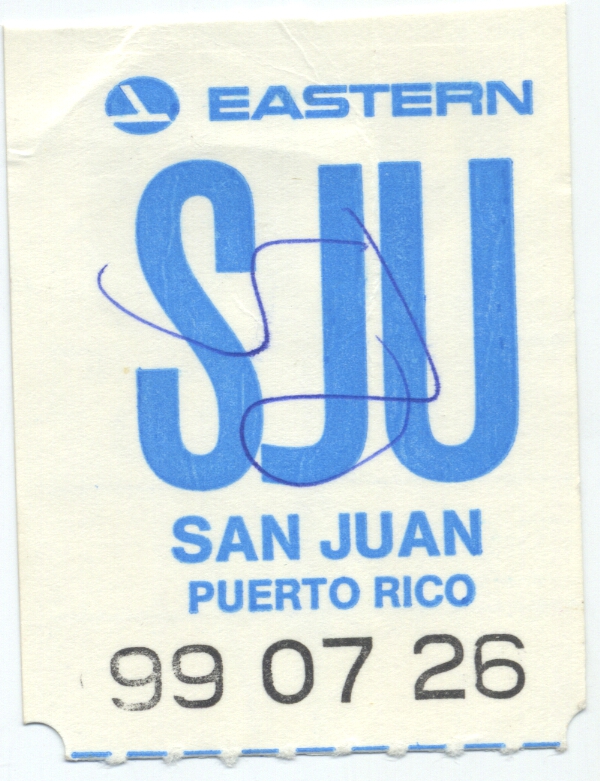 EASTERN
SJU
SAN JUAN
PUERTO RICO
99 07 26